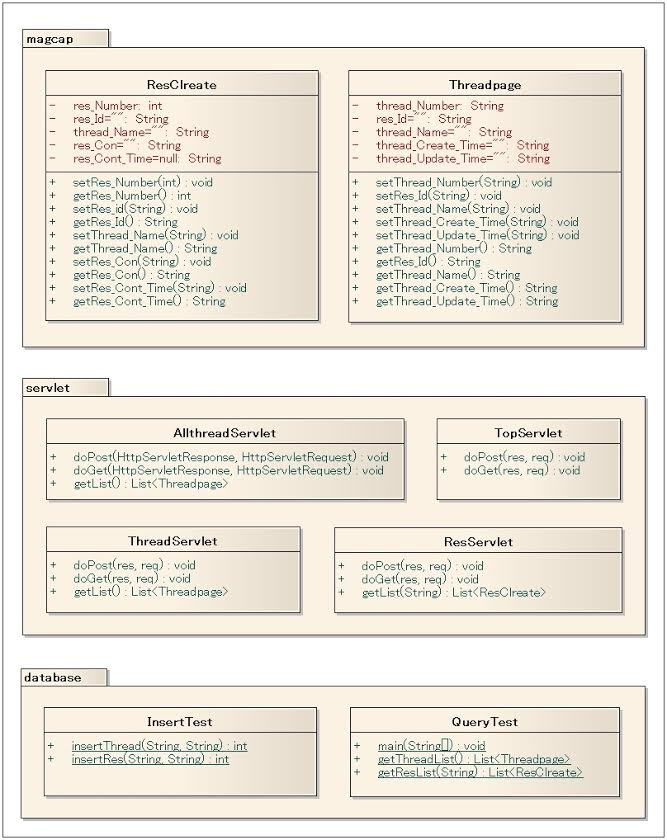 magcap
ResClreate
- res_Number: int
- res_Id="": String
- thread_Name="": String
- res_Con="": String
- res_Cont_Time=null: String
+ setRes_Number(int) : void
+ getRes_Number() : int
+ setRes_id(String) : void
+ getRes_Id() : String
+ setThread_Name(String) : void
+ getThread_Name() : String
+ setRes_Con(String) : void
+ getRes_Con() : String
+ setRes_Cont_Time(String) : void
+ getRes_Cont_Time() : String
Threadpage
- thread_Number: String
- res_Id="": String
- thread_Name="": String
- thread_Create_Time="": String
- thread_Update_Time="": String
+ setThread_Number(String) : void
+ setRes_Id(String) : void
+ setThread_Name(String) : void
+ setThread_Create_Time(String) : void
+ setThread_Update_Time(String) : void
+ getThread_Number() : String
+ getRes_Id() : String
+ getThread_Name() : String
+ getThread_Create_Time() : String
+ getThread_Update_Time() : String
servlet
AllthreadServlet
+ doPost(HttpServletResponse, HttpServletRequest) : void
+ doGet(HttpServletResponse, HttpServletRequest) : void
+ getList() : List<Threadpage>
TopServlet
+ doPost(res, req) : void
+ doGet(res, req) : void
ThreadServlet
+ doPost(res, req) : void
+ doGet(res, req) : void
+ getList() : List<Threadpage>
ResServlet
+ doPost(res, req) : void
+ doGet(res, req) : void
+ getList(String) : List<ResClreate>
database
InsertTest
+ insertThread(String, String) : int
+ insertRes(String, String) : int
QueryTest
+ main(String[]) : void
+ getThreadList() : List<Threadpage>
+ getResList(String) : List<ResClreate>